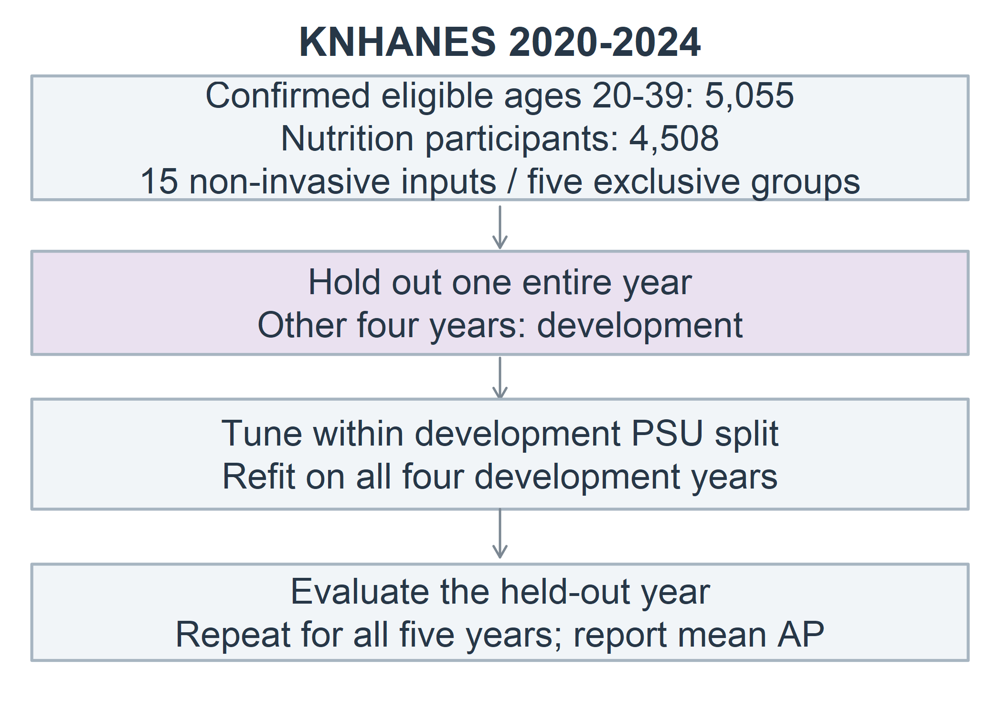 KNHANES 2020-2024
Confirmed eligible ages 20-39: 5,055
Nutrition participants: 4,508
15 non-invasive inputs / five exclusive groups
Hold out one entire year
Other four years: development
Tune within development PSU split
Refit on all four development years
Evaluate the held-out year
Repeat for all five years; report mean AP